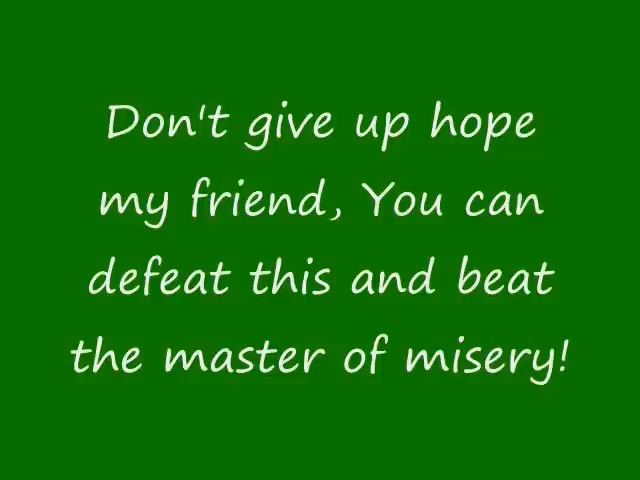 Don't give up hope
my friend, You can
defeat this and beat
the master of misery!